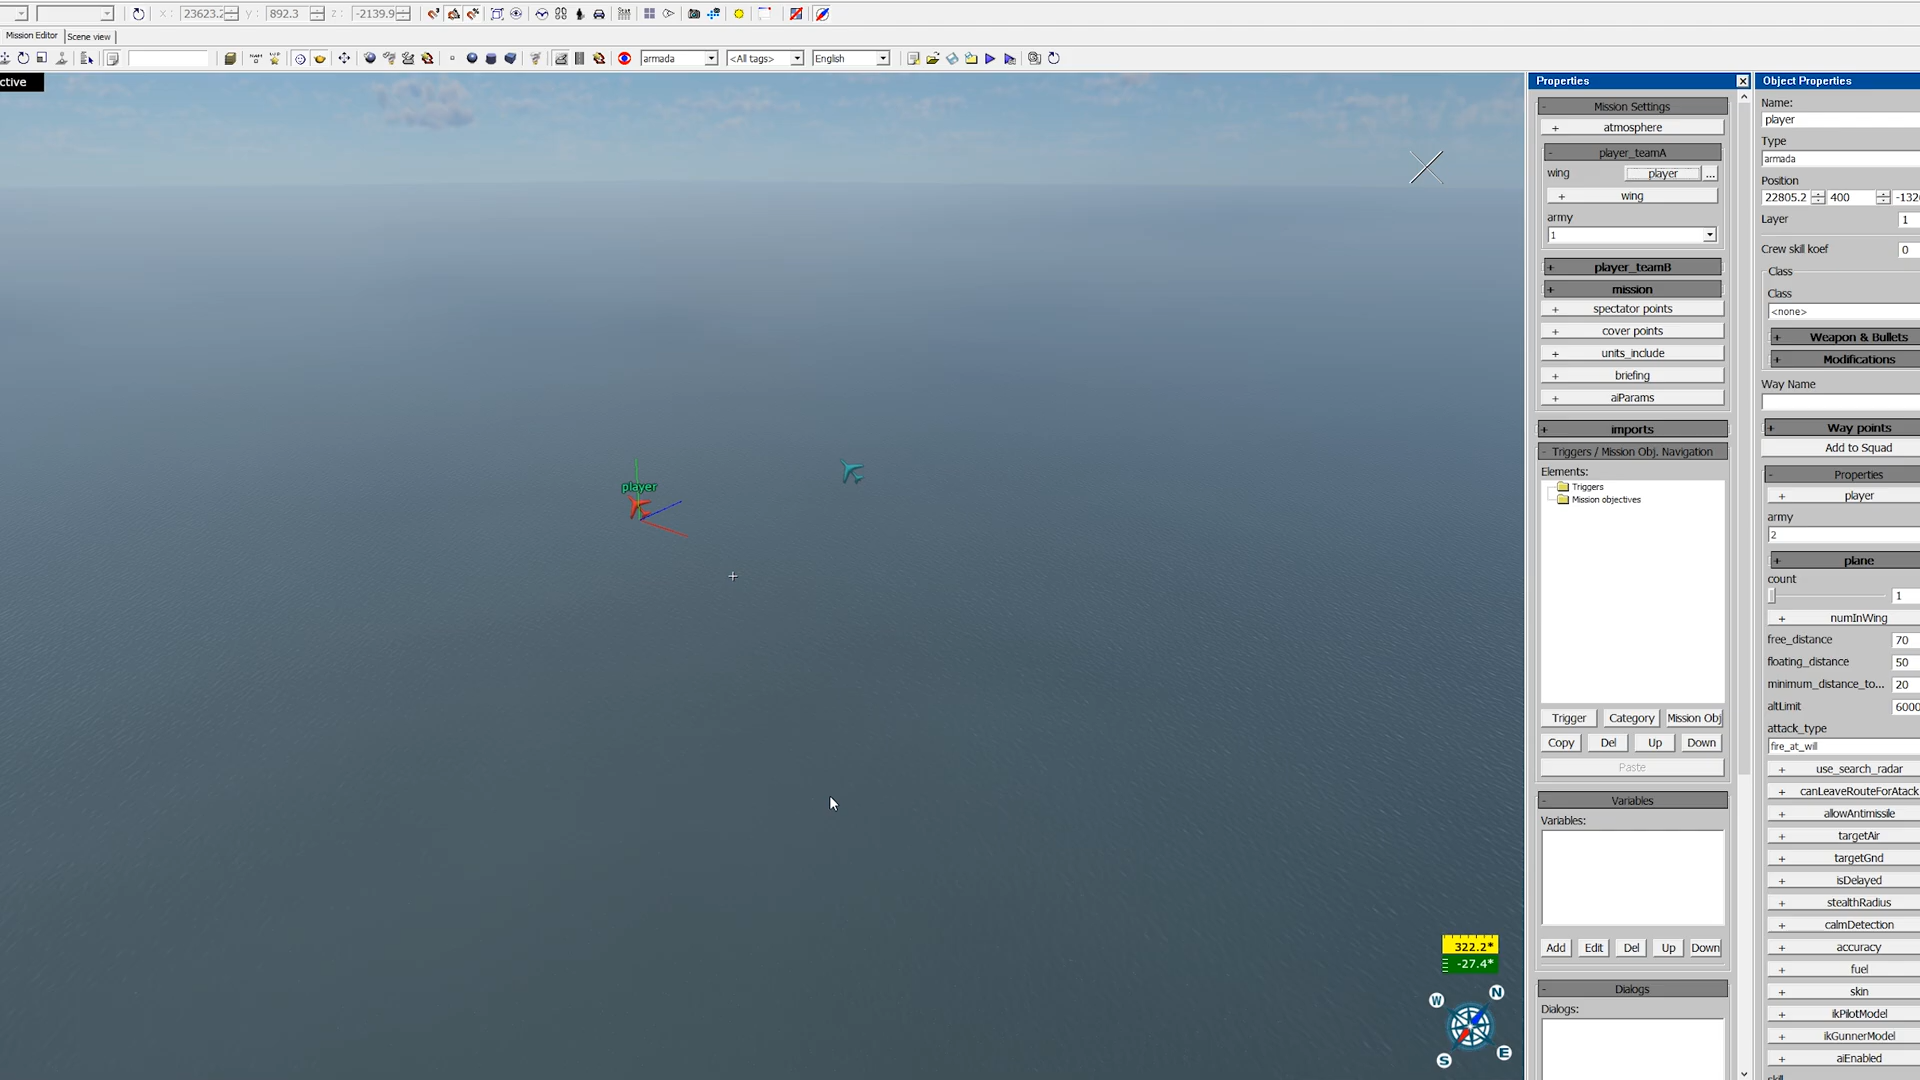 x: 23623.2 y: 892.3 z: -2139.9
Mission Editor Scene view
armada <All tags> English
ctive
player
322.2*
-27.4*
W N
S E
Properties
- Mission Settings
+ atmosphere
- player_teamA
wing player ...
+ wing
army
1
+ player_teamB
+ mission
+ spectator points
+ cover points
+ units_include
+ briefing
+ aiParams
+ imports
- Triggers / Mission Obj. Navigation
Elements:
Triggers
Mission objectives
Trigger Category Mission Obj
Copy Del Up Down
Paste
- Variables
Variables:
Add Edit Del Up Down
- Dialogs
Dialogs:
Object Properties
Name:
player
Type
armada
Position
22805.2 400 -132
Layer 1
Crew skill koef 0
Class
Class
<none>
+ Weapon & Bullets
+ Modifications
Way Name
+ Way points
Add to Squad
- Properties
+ player
army
2
+ plane
count
1
+ numInWing
free_distance 70
floating_distance 50
minimum_distance_to... 20
altLimit 6000
attack_type
fire_at_will
+ use_search_radar
+ canLeaveRouteForAtack
+ allowAntimissile
+ targetAir
+ targetGnd
+ isDelayed
+ stealthRadius
+ calmDetection
+ accuracy
+ fuel
+ skin
+ ikPilotModel
+ ikGunnerModel
+ aiEnabled